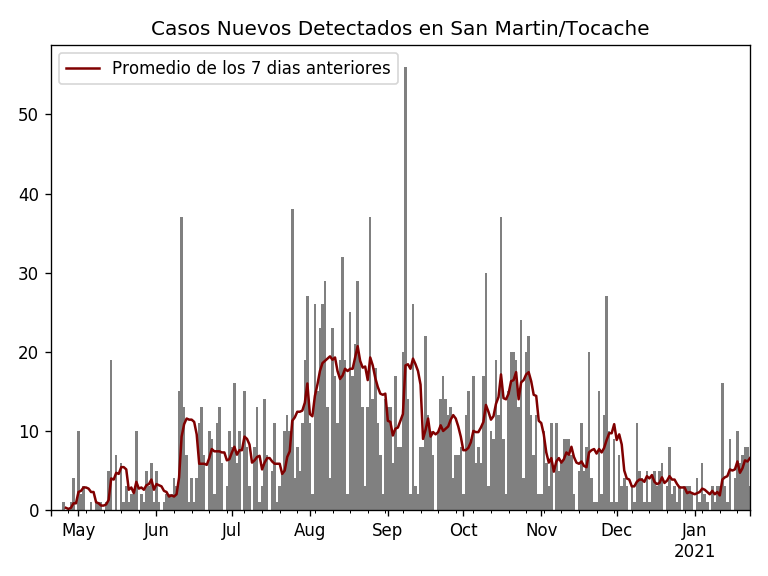 Casos Nuevos Detectados en San Martin/Tocache
Promedio de los 7 dias anteriores
50
40
30
20
10
0
May Jun Jul Aug Sep Oct Nov Dec Jan
2021